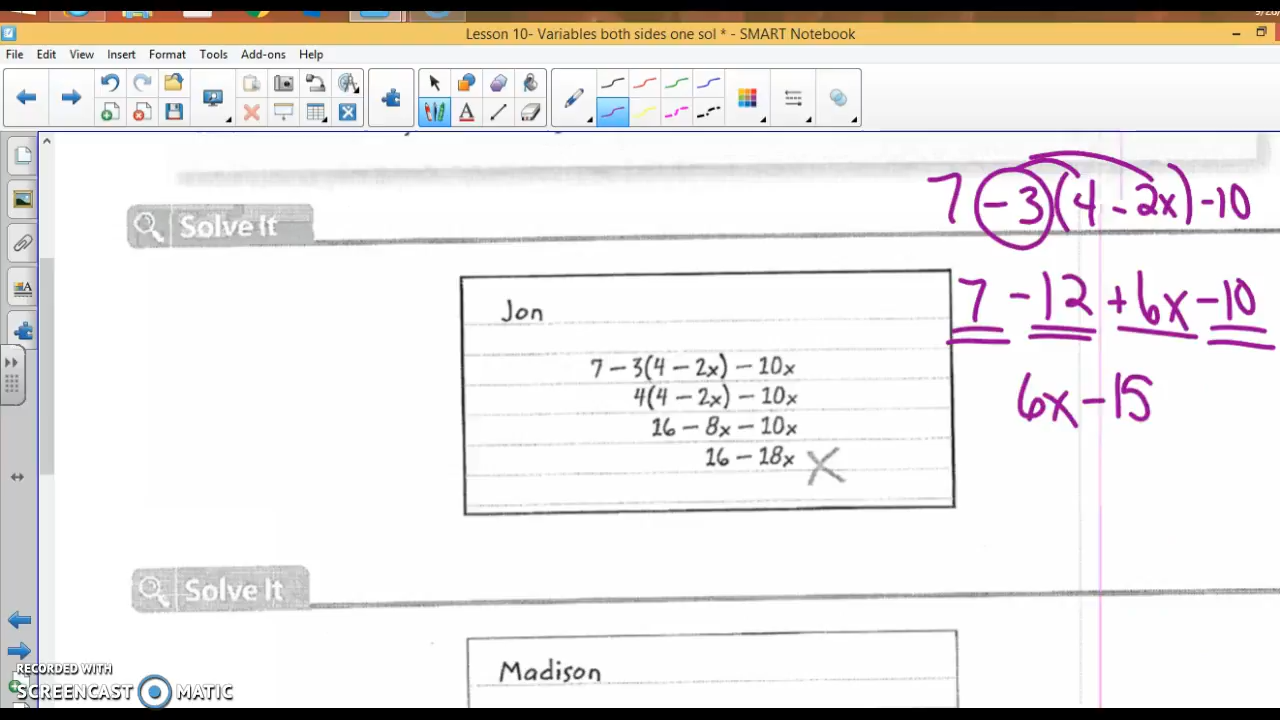 9/28/
Lesson 10- Variables both sides one sol * - SMART Notebook
File Edit View Insert Format Tools Add-ons Help
7 -3(4 - 2x) -10
Solve It
7 - 12 + 6x - 10
Jon
7 – 3(4 – 2x) – 10x
4(4 – 2x) – 10x
16 – 8x – 10x
16 – 18x X
6x - 15
Solve It
Madison
RECORDED WITH
SCREENCAST MATIC